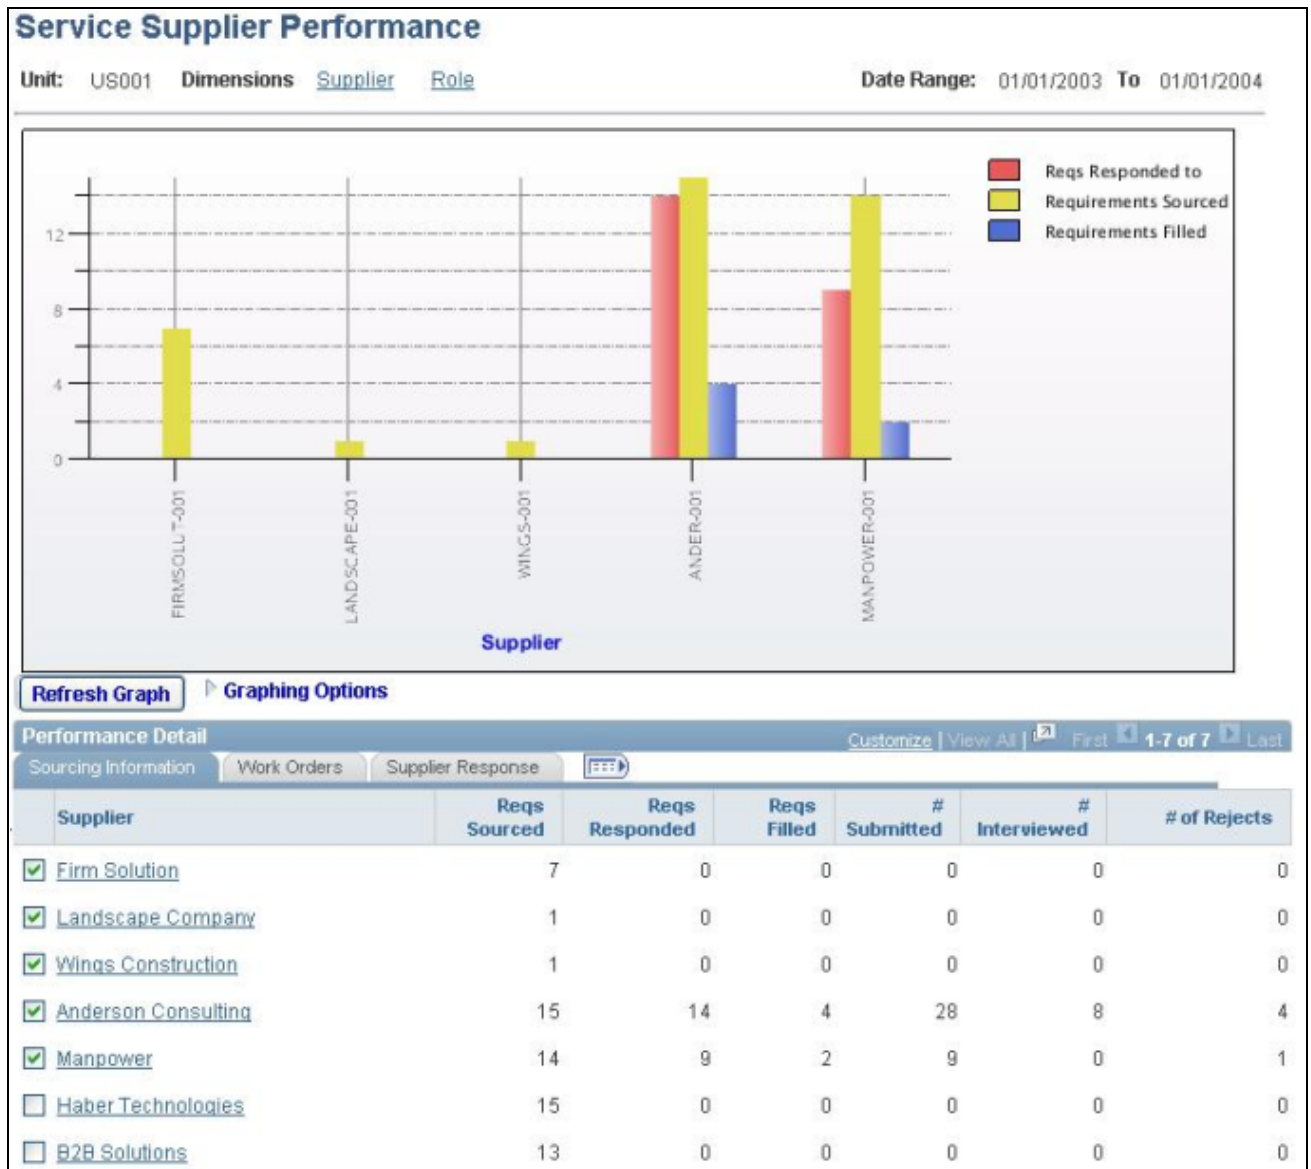 Service Supplier Performance
Unit: US001 Dimensions Supplier Role Date Range: 01/01/2003 To 01/01/2004
Reqs Responded to
Requirements Sourced
Requirements Filled
12
8
4
0
FIRMSOLUT-001
LANDSCAPE-001
WINGS-001
ANDER-001
MANPOWER-001
Supplier
Refresh Graph Graphing Options
Performance Detail Customize | View All | First 1-7 of 7 Last
Sourcing Information Work Orders Supplier Response
Supplier Reqs Sourced Reqs Responded Reqs Filled # Submitted # Interviewed # of Rejects
Firm Solution 7 0 0 0 0 0
Landscape Company 1 0 0 0 0 0
Wings Construction 1 0 0 0 0 0
Anderson Consulting 15 14 4 28 8 4
Manpower 14 9 2 9 0 1
Haber Technologies 15 0 0 0 0 0
B2B Solutions 13 0 0 0 0 0